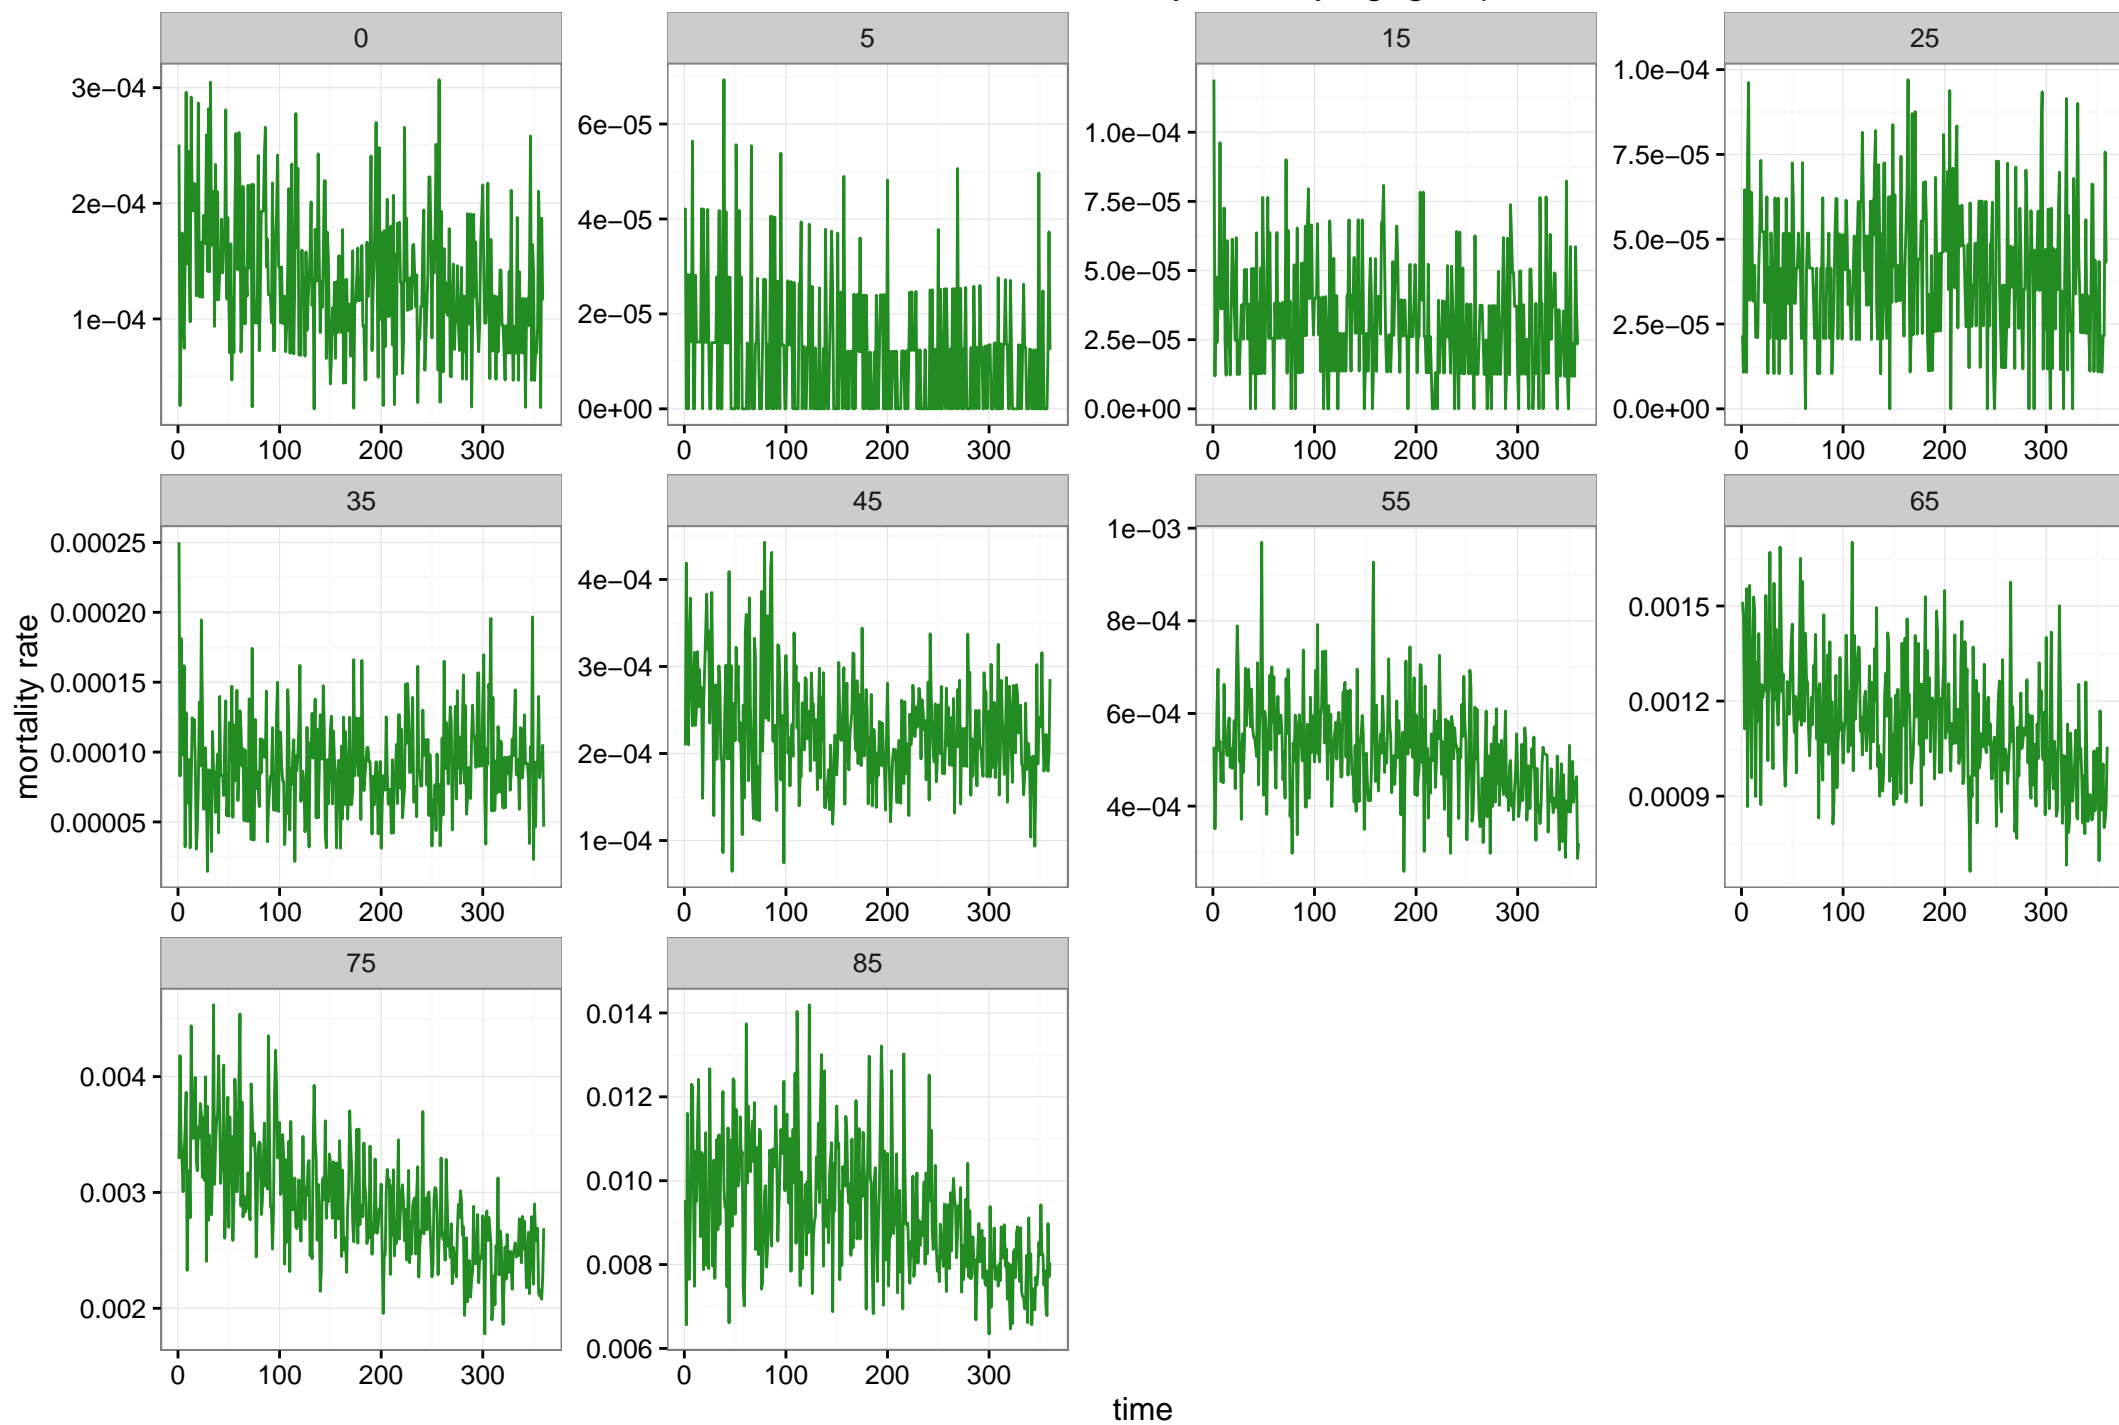 0 5 15 25
3e−04
2e−04
1e−04
6e−05
4e−05
2e−05
0e+00
1.0e−04
7.5e−05
5.0e−05
2.5e−05
0.0e+00
1.0e−04
7.5e−05
5.0e−05
2.5e−05
0.0e+00
0 100 200 300 0 100 200 300 0 100 200 300 0 100 200 300
35 45 55 65
mortality rate
0.00025
0.00020
0.00015
0.00010
0.00005
4e−04
3e−04
2e−04
1e−04
1e−03
8e−04
6e−04
4e−04
0.0015
0.0012
0.0009
0 100 200 300 0 100 200 300 0 100 200 300 0 100 200 300
75 85
0.004
0.003
0.002
0.014
0.012
0.010
0.008
0.006
0 100 200 300 0 100 200 300
time